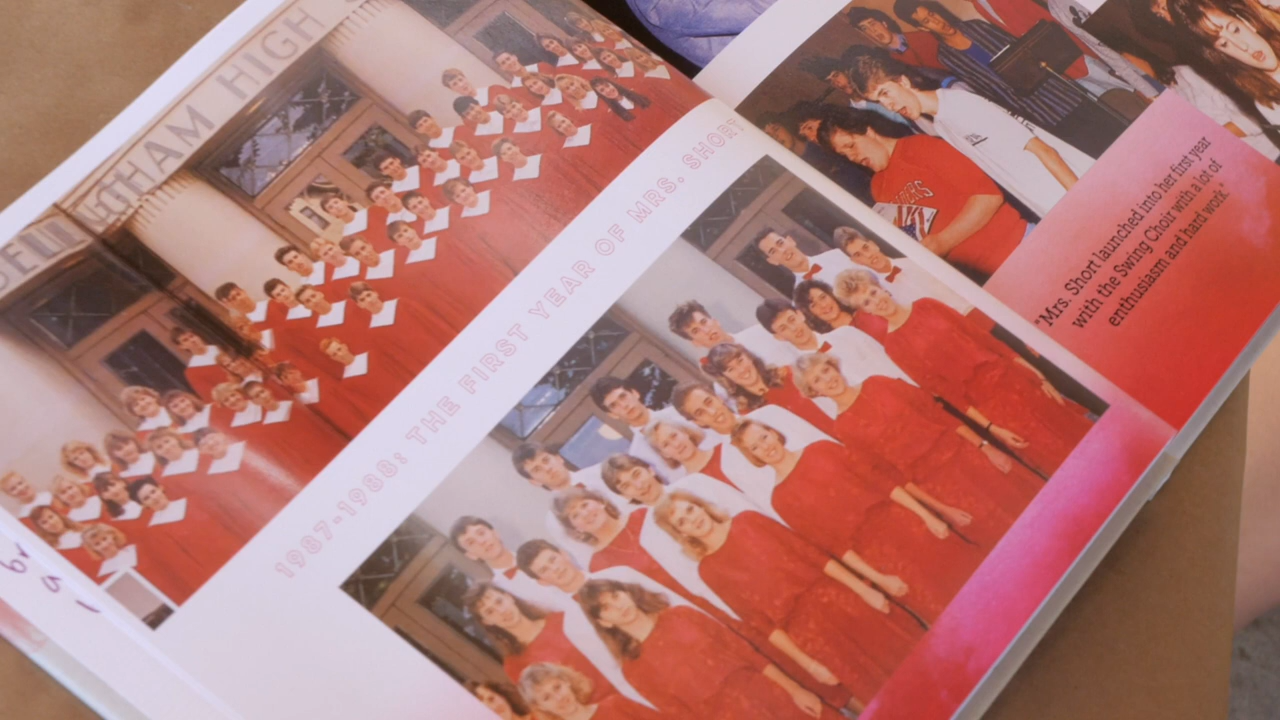 GHAM HIGH
1987-1988: THE FIRST YEAR OF MRS. SHORT
"Mrs. Short launched into her first year
with the Swing Choir with a lot of
enthusiasm and hard work."